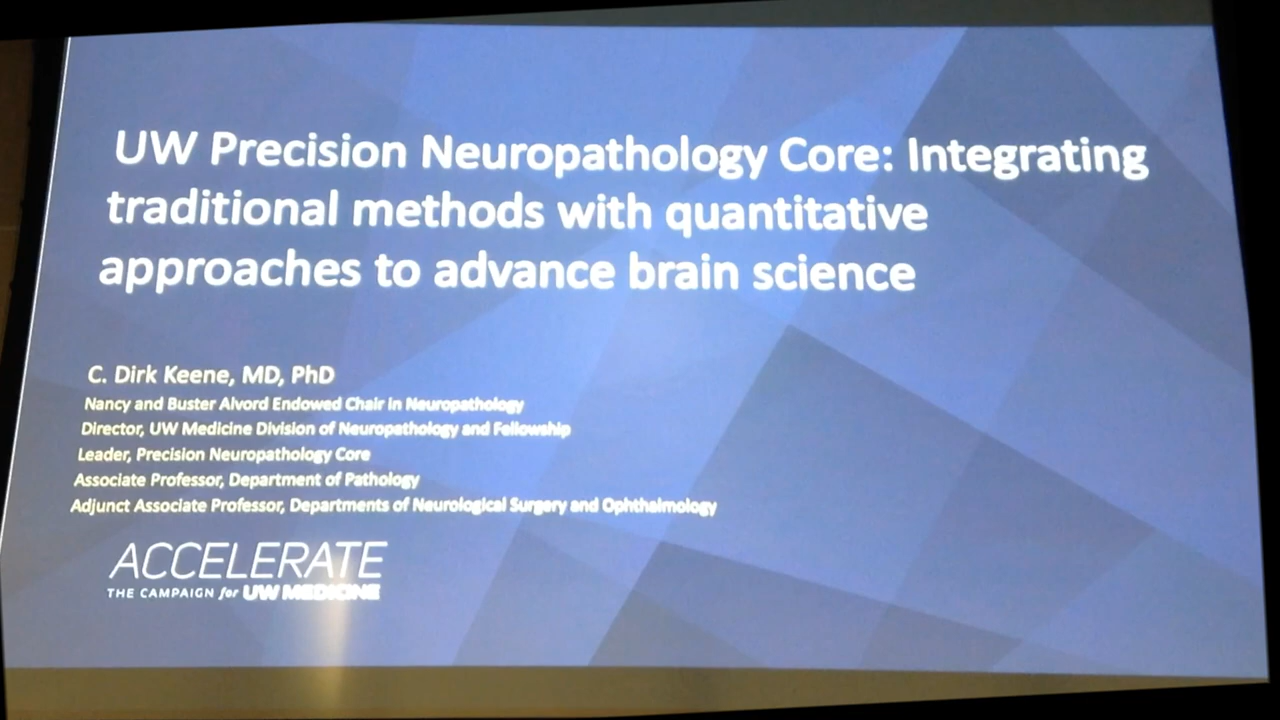 UW Precision Neuropathology Core: Integrating
traditional methods with quantitative
approaches to advance brain science
C. Dirk Keene, MD, PhD
Nancy and Buster Alvord Endowed Chair in Neuropathology
Director, UW Medicine Division of Neuropathology and Fellowship
Leader, Precision Neuropathology Core
Associate Professor, Department of Pathology
Adjunct Associate Professor, Departments of Neurological Surgery and Ophthalmology
ACCELERATE
THE CAMPAIGN for UW MEDICINE